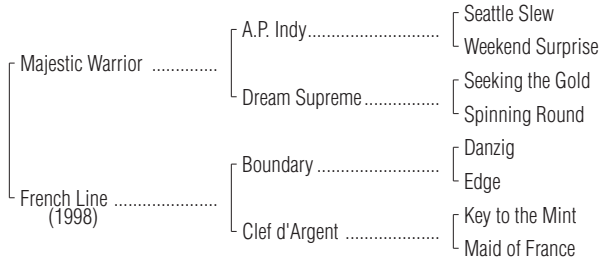 Seattle Slew
A.P. Indy..............................
Weekend Surprise
Majestic Warrior ..............
Seeking the Gold
Dream Supreme.................
Spinning Round
Danzig
Boundary ............................
Edge
French Line ......................
(1998)
Key to the Mint
Clef d'Argent .....................
Maid of France